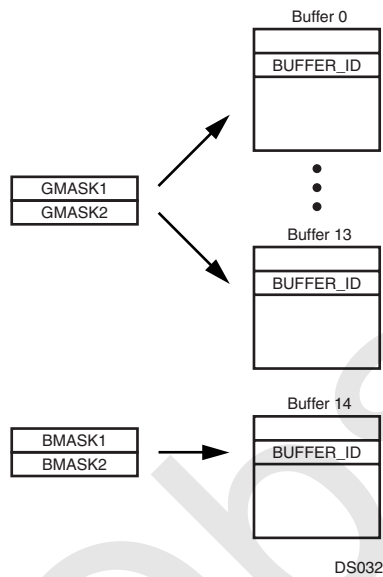 Buffer 0
BUFFER_ID
GMASK1
GMASK2
Buffer 13
BUFFER_ID
Buffer 14
BMASK1
BUFFER_ID
BMASK2
DS032